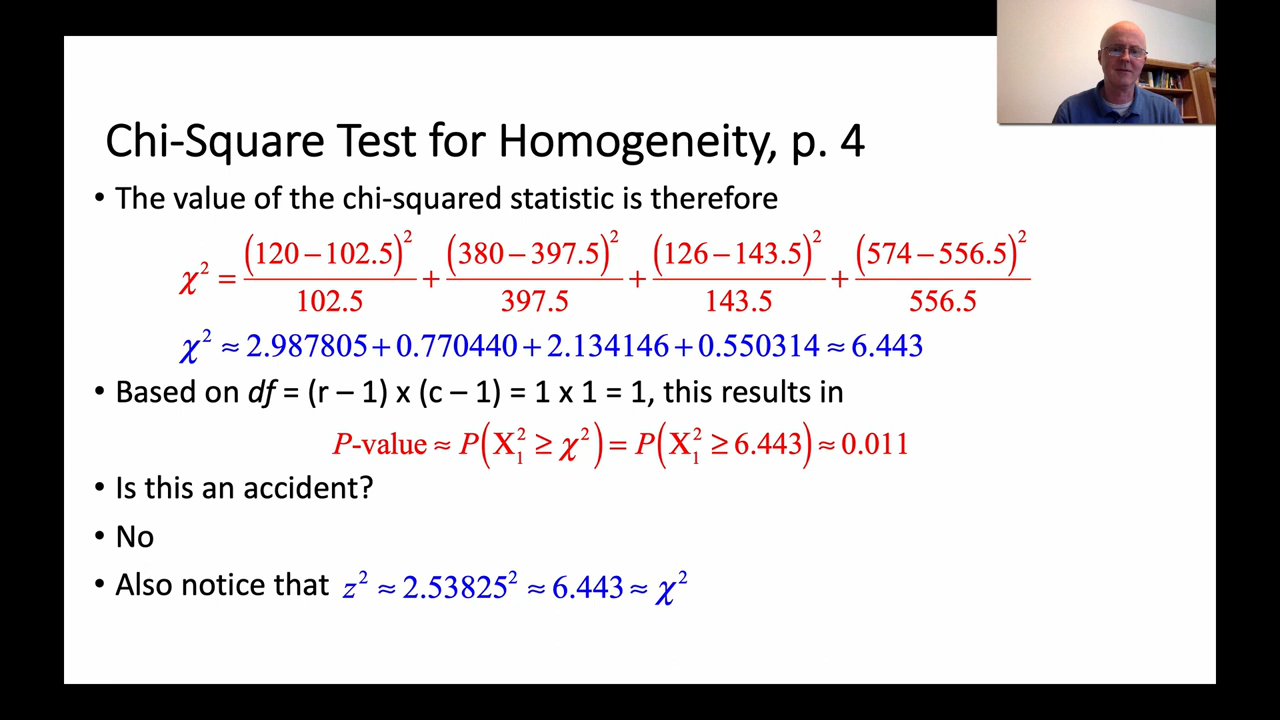 Chi-Square Test for Homogeneity, p. 4
• The value of the chi-squared statistic is therefore
χ² = (120 − 102.5)²/102.5 + (380 − 397.5)²/397.5 + (126 − 143.5)²/143.5 + (574 − 556.5)²/556.5
χ² ≈ 2.987805 + 0.770440 + 2.134146 + 0.550314 ≈ 6.443
• Based on df = (r – 1) x (c – 1) = 1 x 1 = 1, this results in
P-value ≈ P(Χ₁² ≥ χ²) = P(Χ₁² ≥ 6.443) ≈ 0.011
• Is this an accident?
• No
• Also notice that z² ≈ 2.53825² ≈ 6.443 ≈ χ²